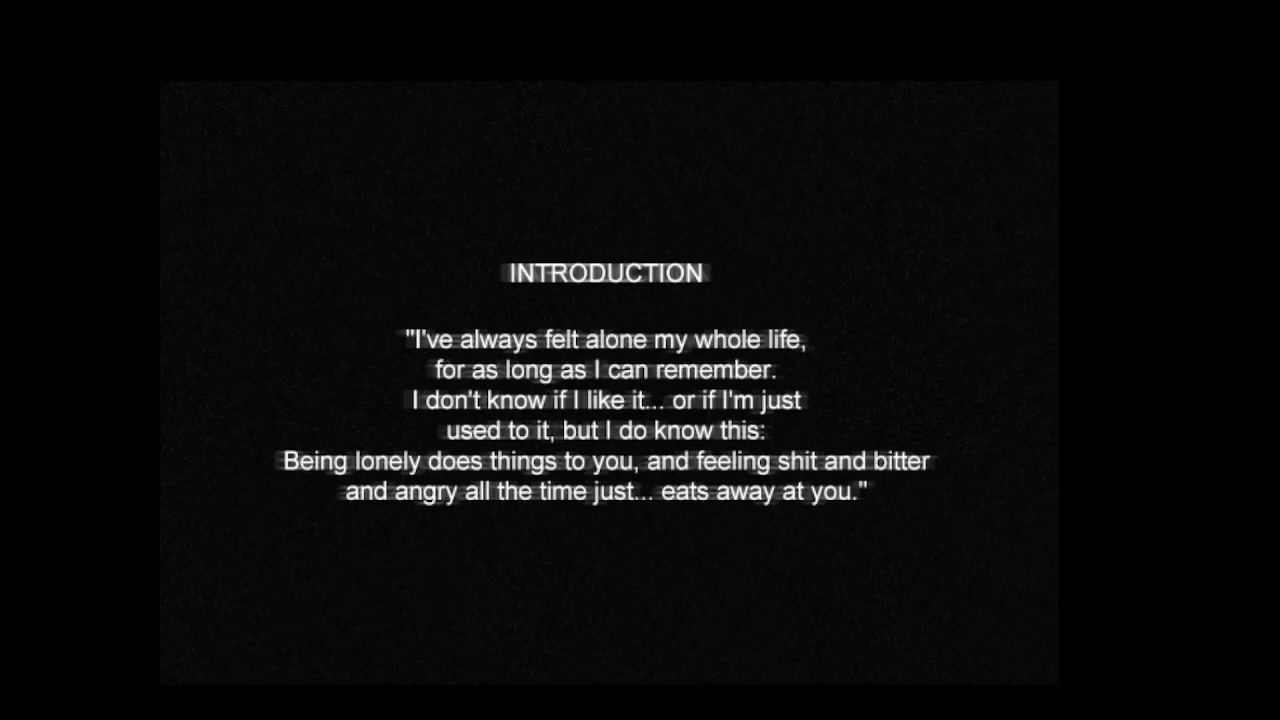 INTRODUCTION
"I've always felt alone my whole life,
for as long as I can remember.
I don't know if I like it... or if I'm just
used to it, but I do know this:
Being lonely does things to you, and feeling shit and bitter
and angry all the time just... eats away at you."